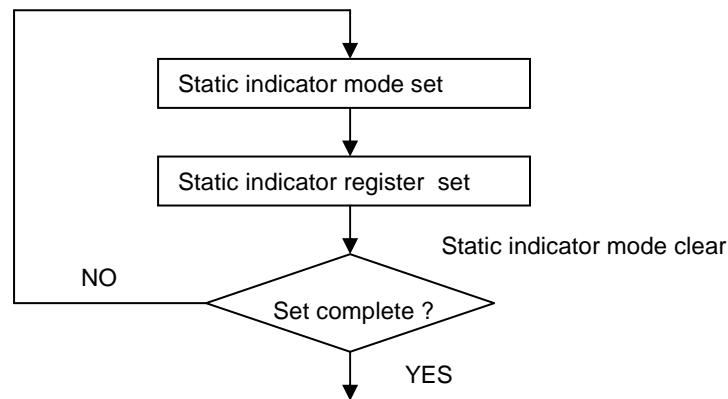 Static indicator mode set
Static indicator register set
Static indicator mode clear
NO
Set complete ?
YES